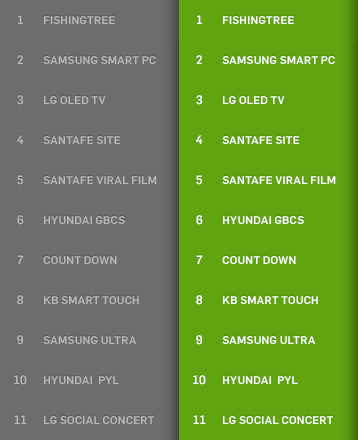 1 FISHINGTREE
2 SAMSUNG SMART PC
3 LG OLED TV
4 SANTAFE SITE
5 SANTAFE VIRAL FILM
6 HYUNDAI GBCS
7 COUNT DOWN
8 KB SMART TOUCH
9 SAMSUNG ULTRA
10 HYUNDAI PYL
11 LG SOCIAL CONCERT
1 FISHINGTREE
2 SAMSUNG SMART PC
3 LG OLED TV
4 SANTAFE SITE
5 SANTAFE VIRAL FILM
6 HYUNDAI GBCS
7 COUNT DOWN
8 KB SMART TOUCH
9 SAMSUNG ULTRA
10 HYUNDAI PYL
11 LG SOCIAL CONCERT